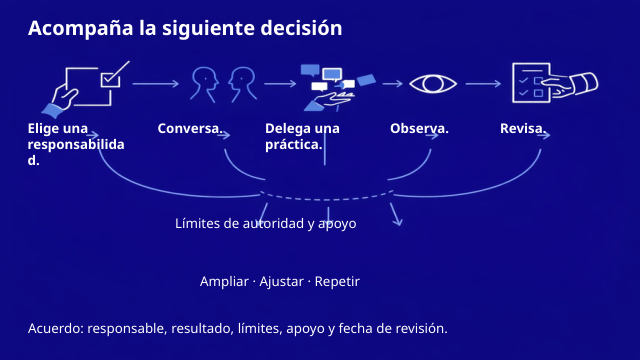 Acompaña la siguiente decisión
Elige una
responsabilida
d.
Conversa.
Delega una
práctica.
Observa.
Revisa.
Límites de autoridad y apoyo
Ampliar · Ajustar · Repetir
Acuerdo: responsable, resultado, límites, apoyo y fecha de revisión.